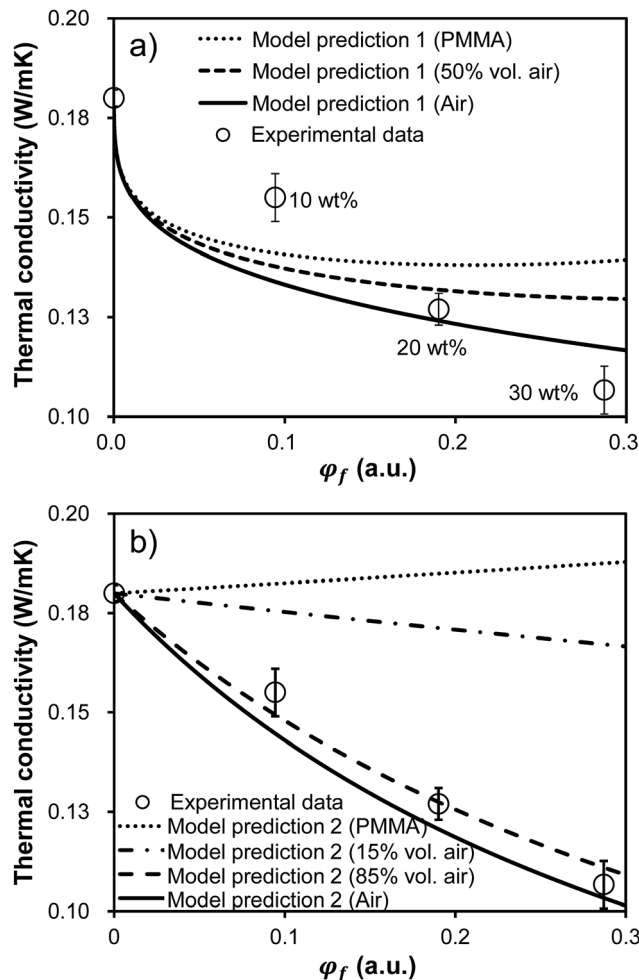 a)
Model prediction 1 (PMMA)
Model prediction 1 (50% vol. air)
Model prediction 1 (Air)
Experimental data
Thermal conductivity (W/mK)
0.20
0.18
0.15
0.13
0.10
10 wt%
20 wt%
30 wt%
0.0
0.1
0.2
0.3
φf (a.u.)
b)
Thermal conductivity (W/mK)
0.20
0.18
0.15
0.13
0.10
Experimental data
Model prediction 2 (PMMA)
Model prediction 2 (15% vol. air)
Model prediction 2 (85% vol. air)
Model prediction 2 (Air)
0
0.1
0.2
0.3
φf (a.u.)